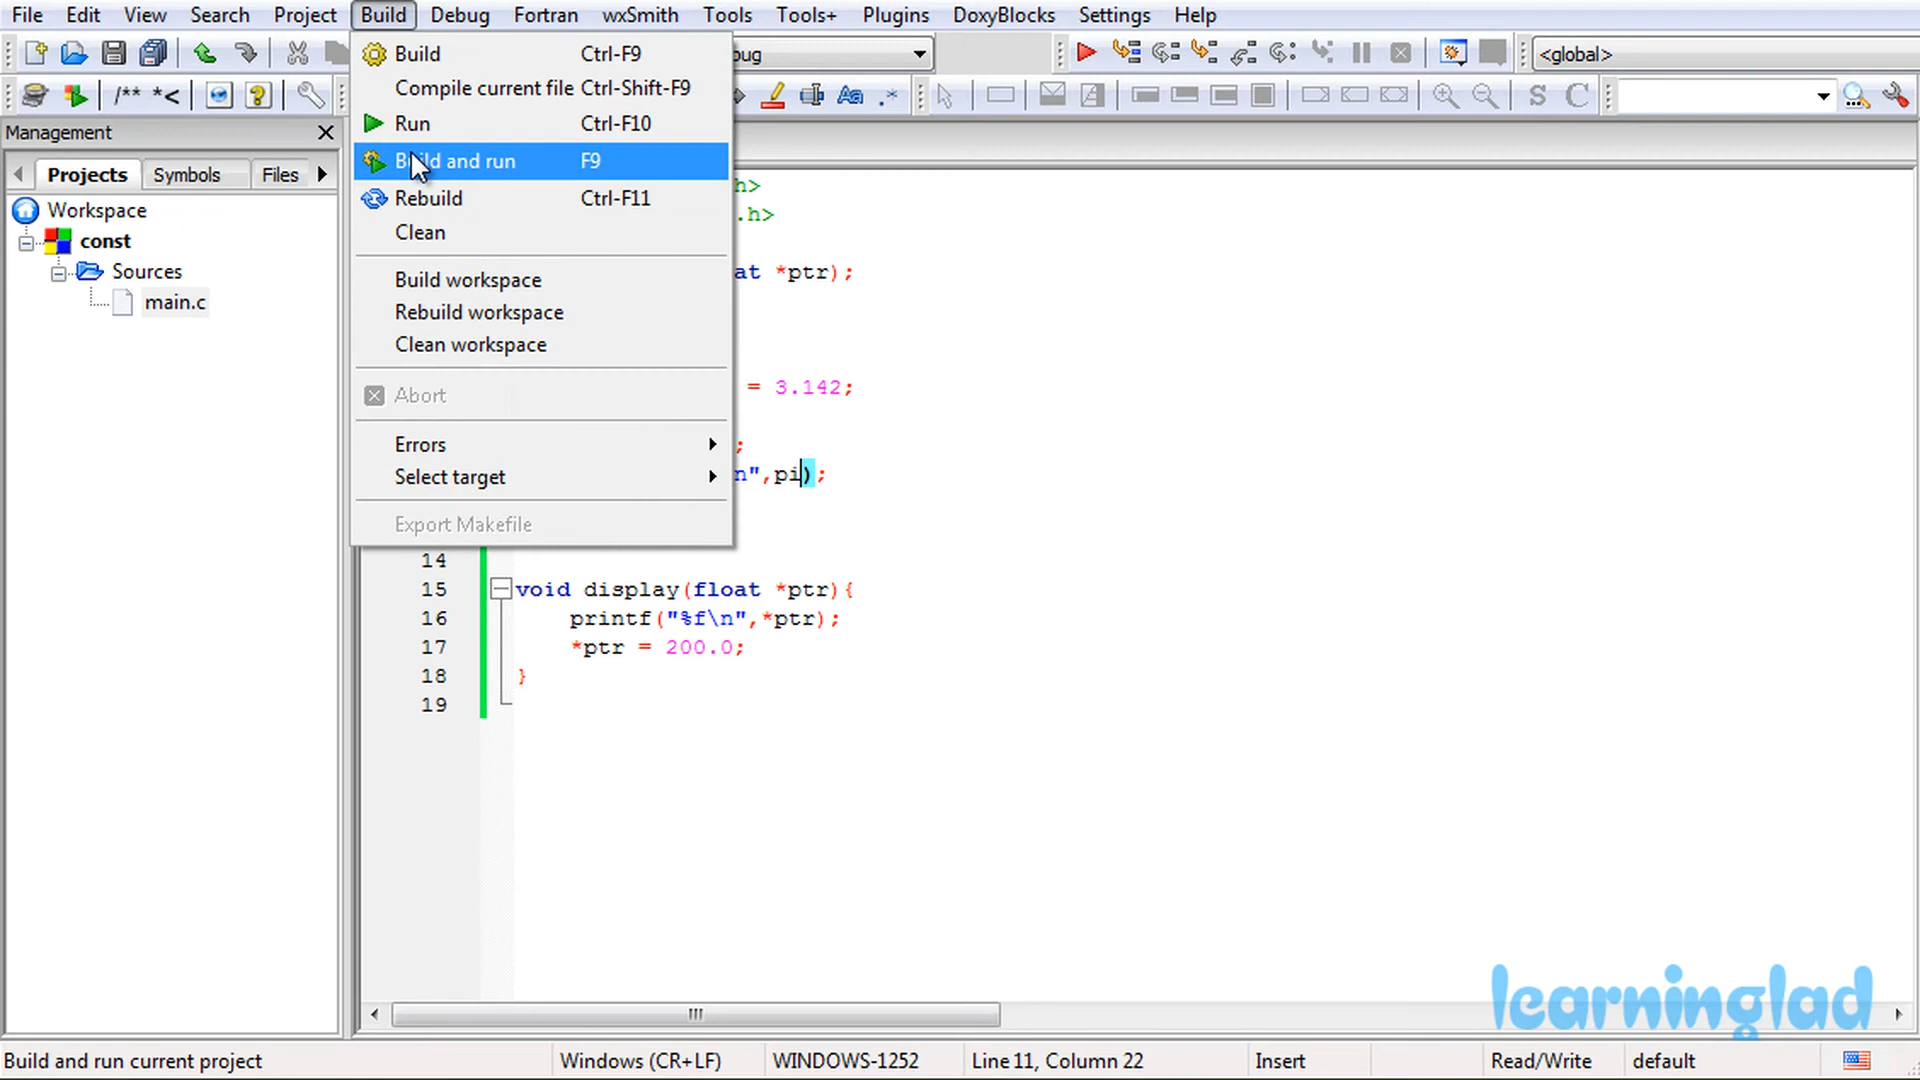 File Edit View Search Project Build Debug Fortran wxSmith Tools Tools+ Plugins DoxyBlocks Settings Help
Build Ctrl-F9
<global>
Compile current file Ctrl-Shift-F9
/** *<
Run Ctrl-F10
Management
Build and run F9
Projects Symbols Files
Rebuild Ctrl-F11
Clean
Workspace
const
Sources
main.c
Build workspace
Rebuild workspace
Clean workspace
Abort
Errors
Select target
Export Makefile
h>
.h>
at *ptr);
= 3.142;
;
n",pi);
14
15 void display(float *ptr){
16 printf("%f\n",*ptr);
17 *ptr = 200.0;
18 }
19
learninglad
Build and run current project Windows (CR+LF) WINDOWS-1252 Line 11, Column 22 Insert Read/Write default